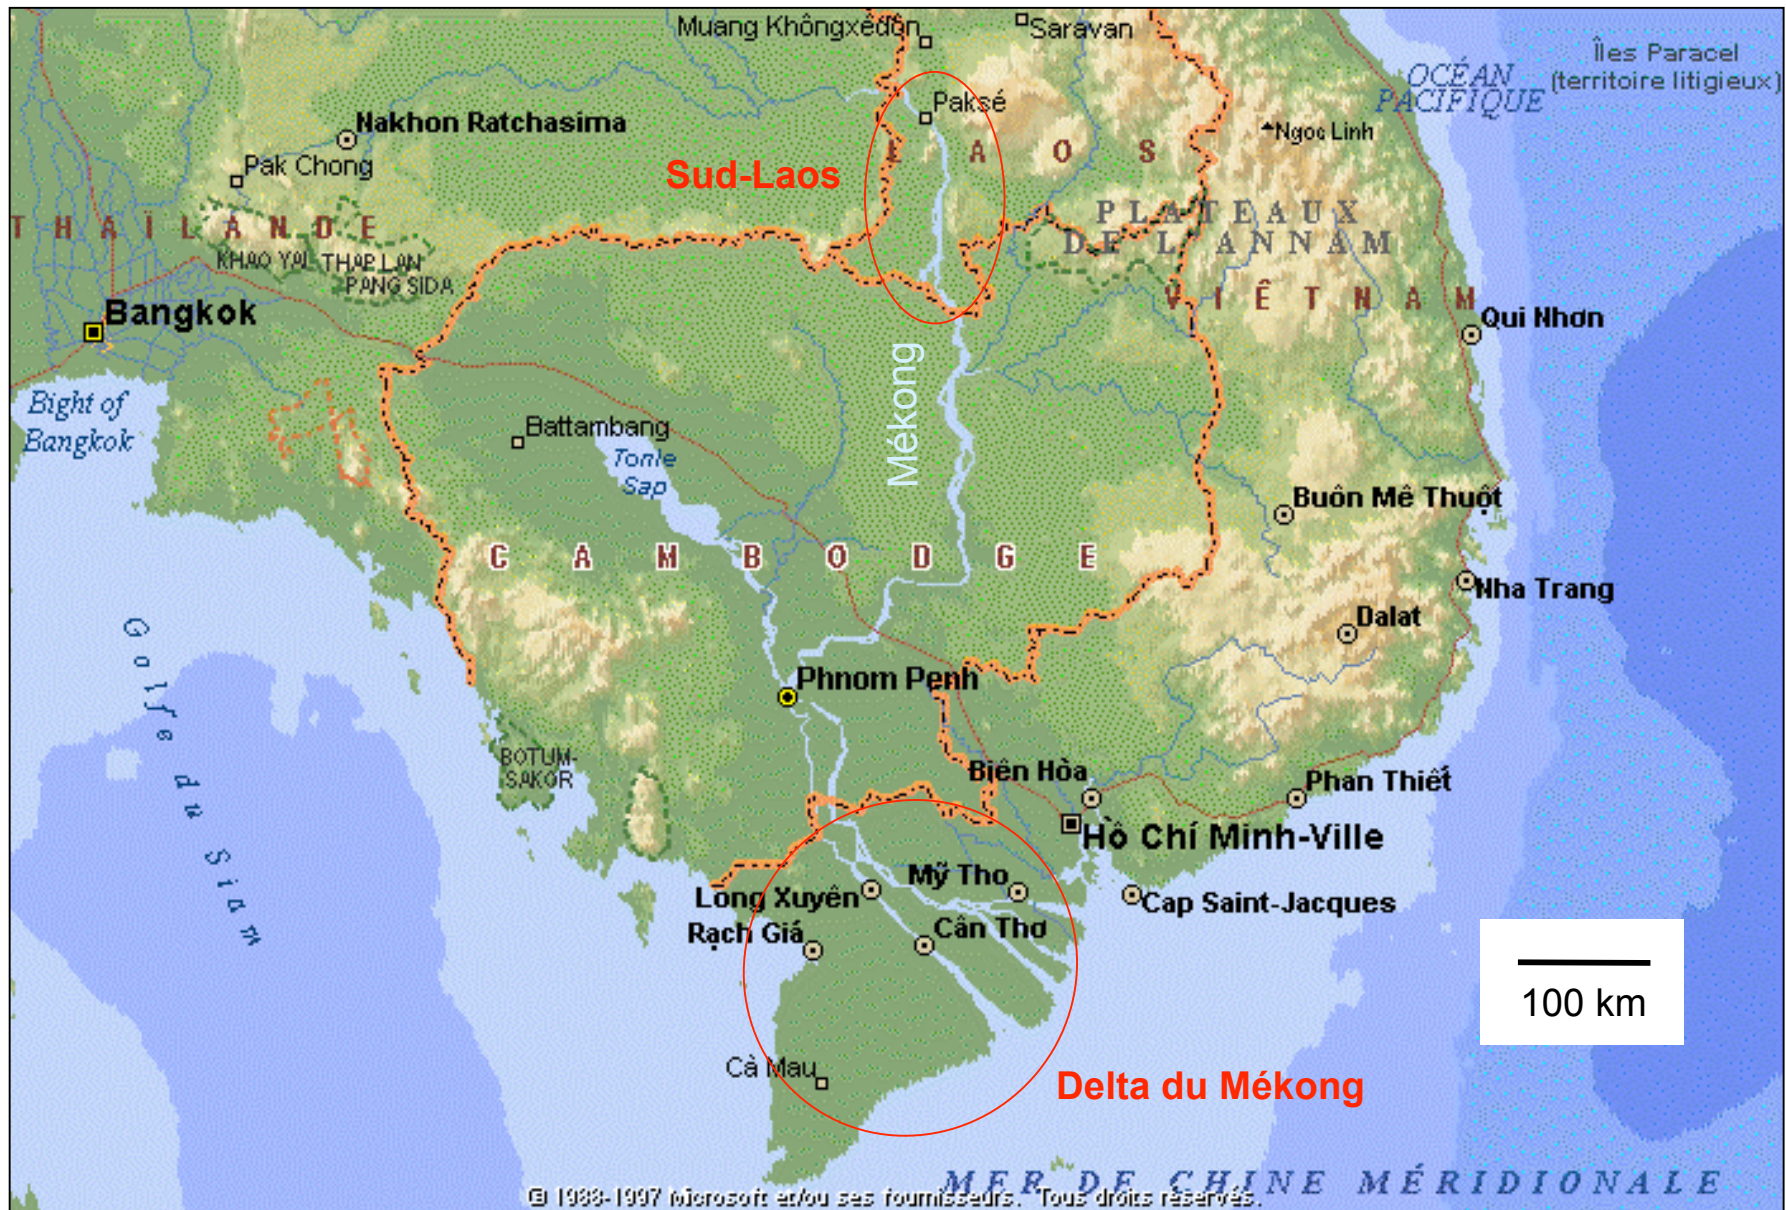 Muang Khôngxédôn
Saravan
Îles Paracel
(territoire litigieux)
OCÉAN
PACIFIQUE
Paksé
Nakhon Ratchasima
Ngoc Linh
Pak Chong
Sud-Laos
LAOS
THAÏLANDE
PLATEAUX
DE L'ANNAM
KHAO YAI
THAP LAN
PANG SIDA
VIÊTNAM
Bangkok
Qui Nhơn
Mékong
Bight of
Bangkok
Battambang
Tonle
Sap
Buôn Mê Thuột
CAMBODGE
Nha Trang
Dalat
Golfe du Siam
Phnom Penh
BOTUM-
SAKOR
Biên Hòa
Phan Thiết
Hô Chí Minh-Ville
Mỹ Tho
Long Xuyên
Cap Saint-Jacques
Rạch Giá
Cân Thơ
100 km
Cà Mau
Delta du Mékong
MER DE CHINE MÉRIDIONALE
© 1988-1997 Microsoft et/ou ses fournisseurs. Tous droits réservés.